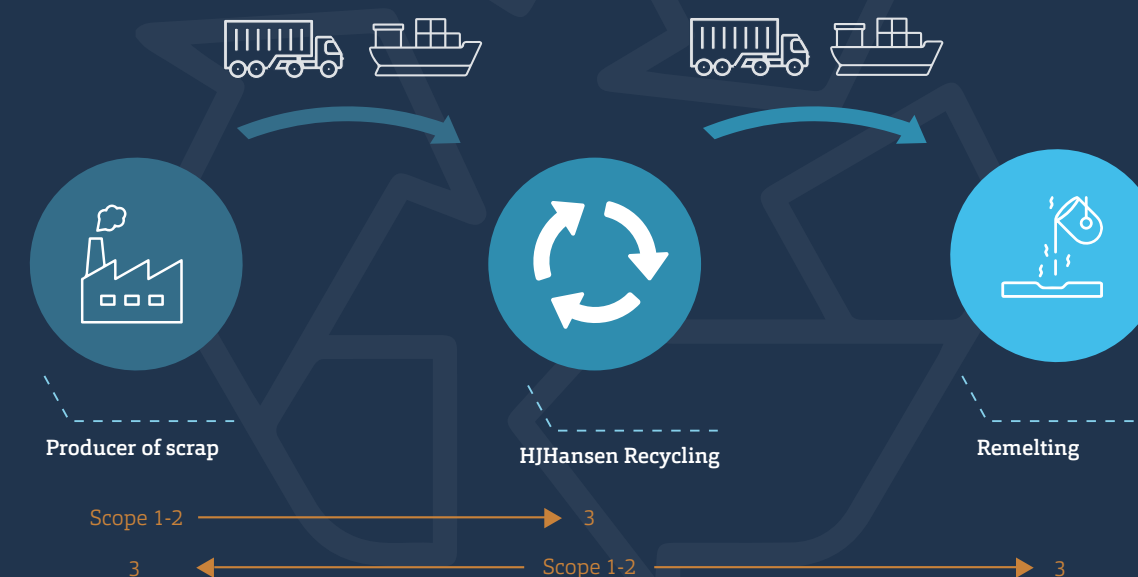 Producer of scrap
HJHansen Recycling
Remelting
Scope 1-2 3
3 Scope 1-2 3